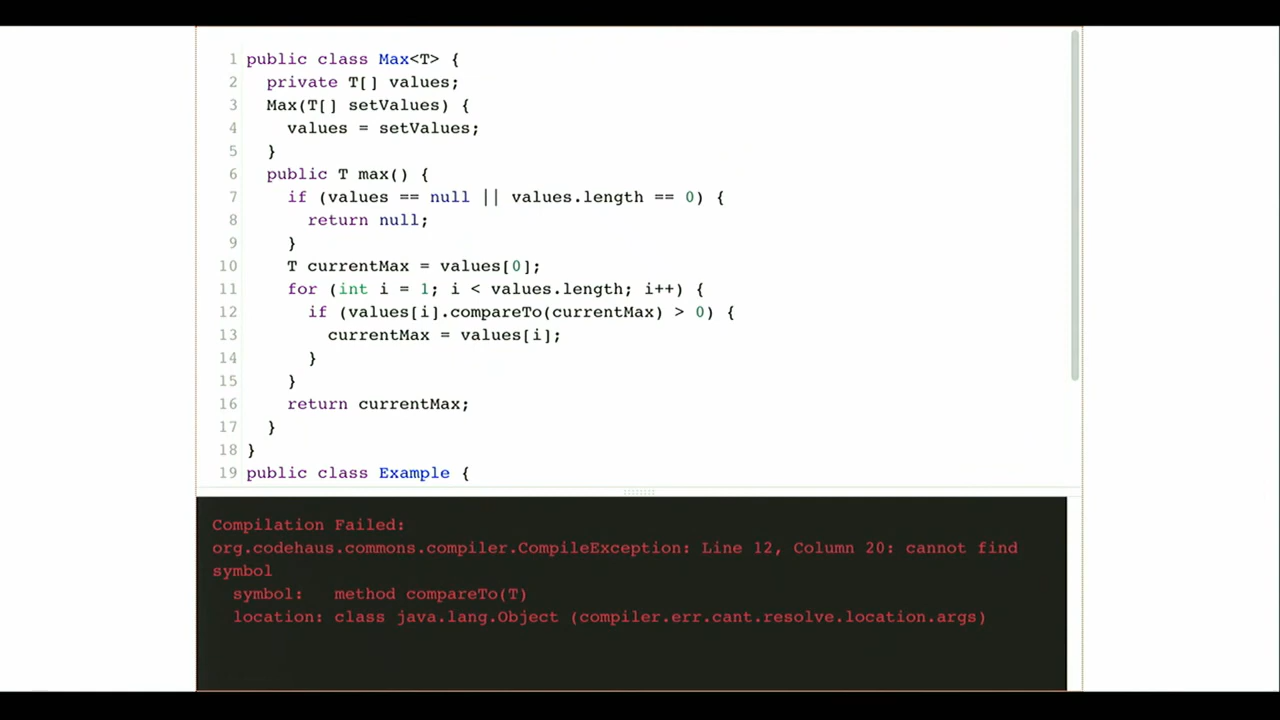 1 public class Max<T> {
2   private T[] values;
3   Max(T[] setValues) {
4     values = setValues;
5   }
6   public T max() {
7     if (values == null || values.length == 0) {
8       return null;
9     }
10     T currentMax = values[0];
11     for (int i = 1; i < values.length; i++) {
12       if (values[i].compareTo(currentMax) > 0) {
13         currentMax = values[i];
14       }
15     }
16     return currentMax;
17   }
18 }
19 public class Example {
Compilation Failed:
org.codehaus.commons.compiler.CompileException: Line 12, Column 20: cannot find
symbol
  symbol:   method compareTo(T)
  location: class java.lang.Object (compiler.err.cant.resolve.location.args)